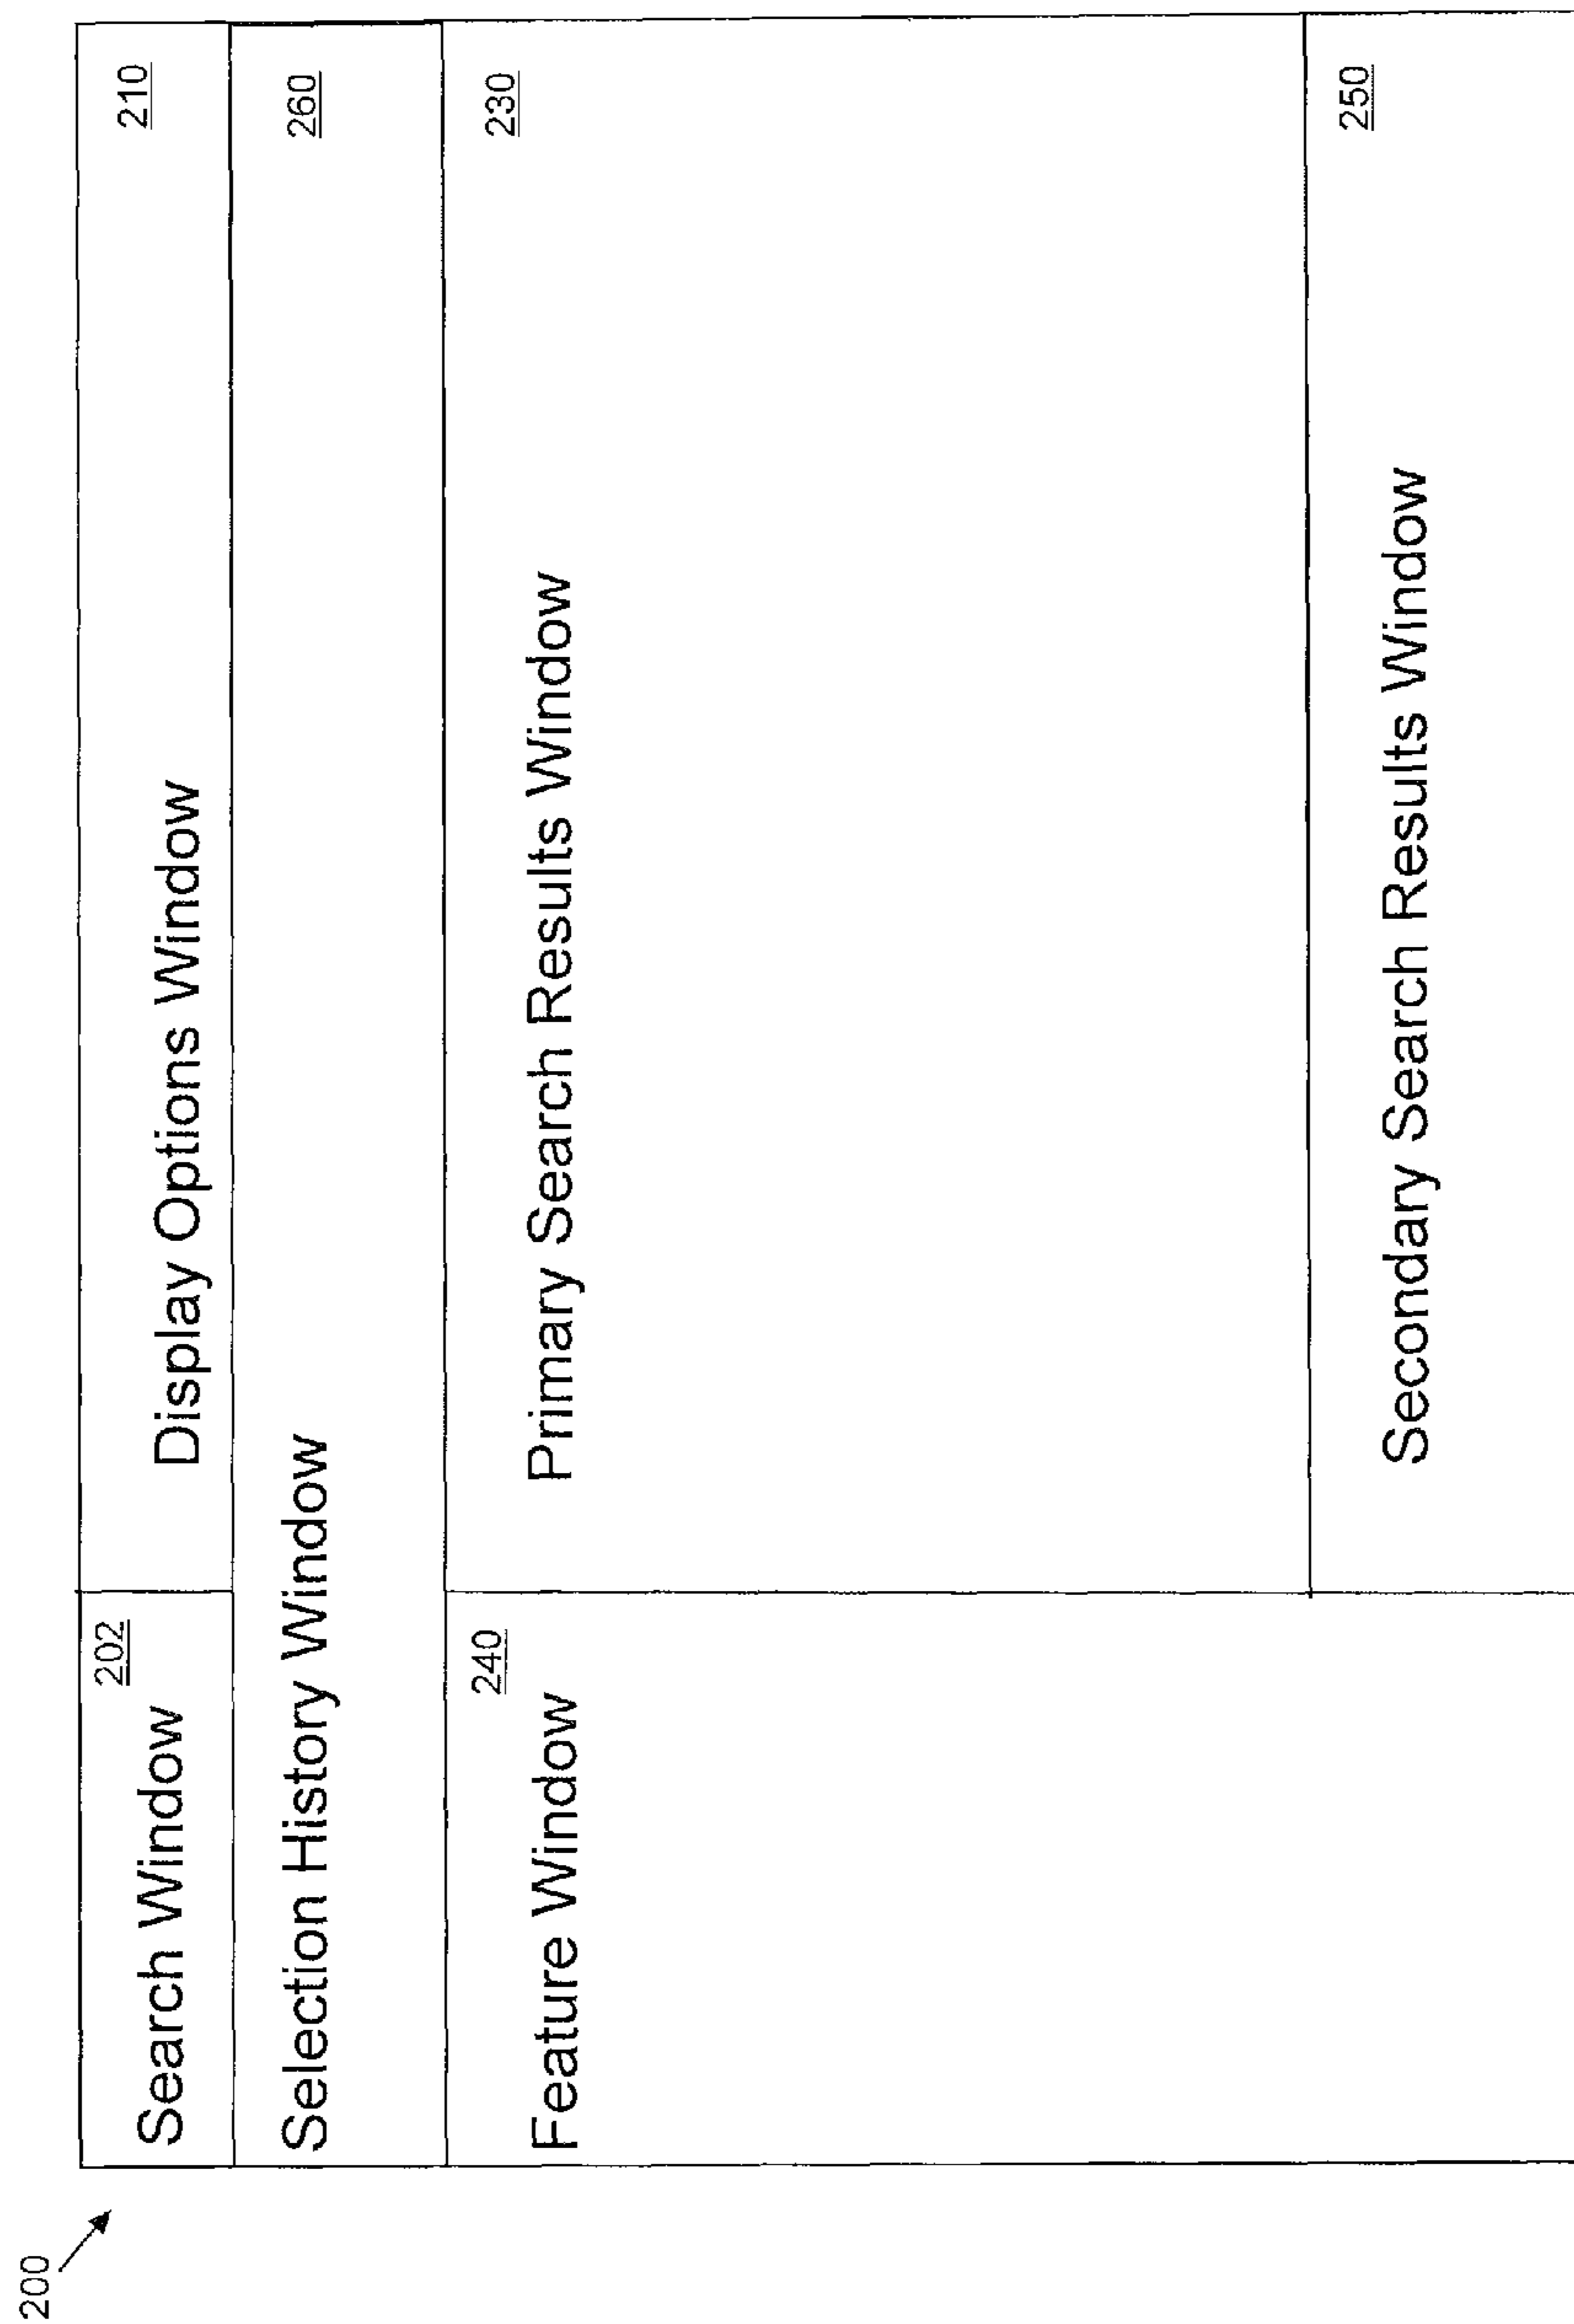 200
Search Window
202
Display Options Window
210
Selection History Window
260
Feature Window
240
Primary Search Results Window
230
Secondary Search Results Window
250